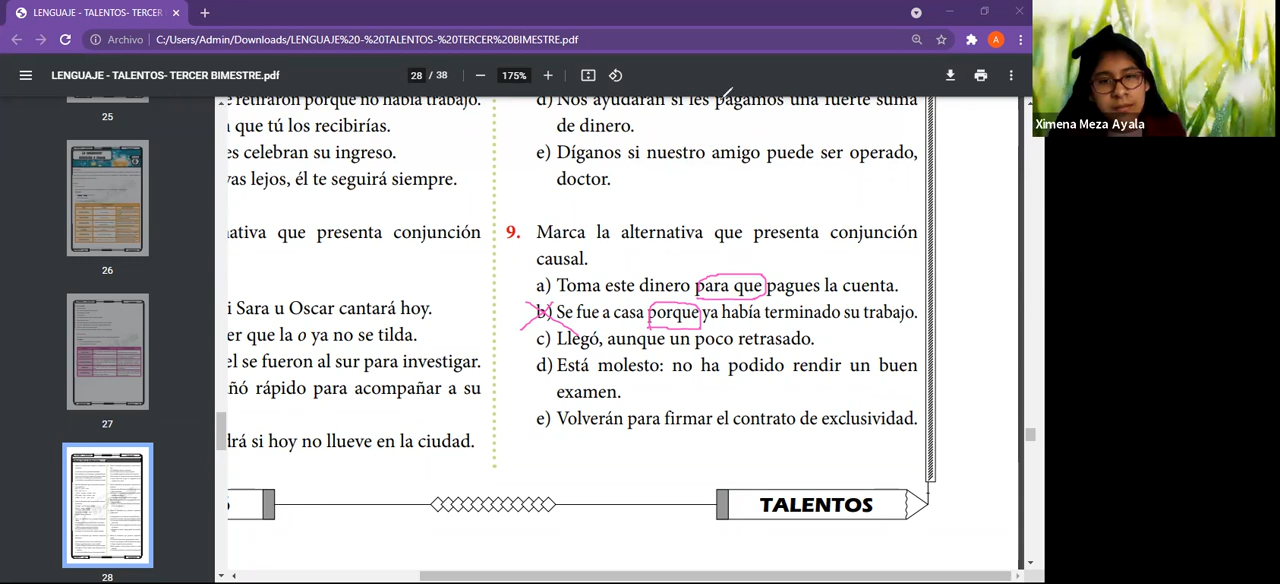 LENGUAJE - TALENTOS- TERCER
Archivo
C:/Users/Admin/Downloads/LENGUAJE%20-%20TALENTOS-%20TERCER%20BIMESTRE.pdf
A
LENGUAJE - TALENTOS- TERCER BIMESTRE.pdf
28 / 38
175%
Ximena Meza Ayala
25
26
27
28
e retiraron porque no había trabajo.
que tú los recibirías.
es celebran su ingreso.
vas lejos, él te seguirá siempre.
ativa que presenta conjunción
i Sara u Oscar cantará hoy.
er que la o ya no se tilda.
el se fueron al sur para investigar.
ñó rápido para acompañar a su
drá si hoy no llueve en la ciudad.
d) Nos ayudarán si les pagamos una fuerte suma
de dinero.
e) Díganos si nuestro amigo puede ser operado,
doctor.
9. Marca la alternativa que presenta conjunción
causal.
a) Toma este dinero para que pagues la cuenta.
b) Se fue a casa porque ya había terminado su trabajo.
c) Llegó, aunque un poco retrasado.
d) Está molesto: no ha podido rendir un buen
examen.
e) Volverán para firmar el contrato de exclusividad.
TALENTOS